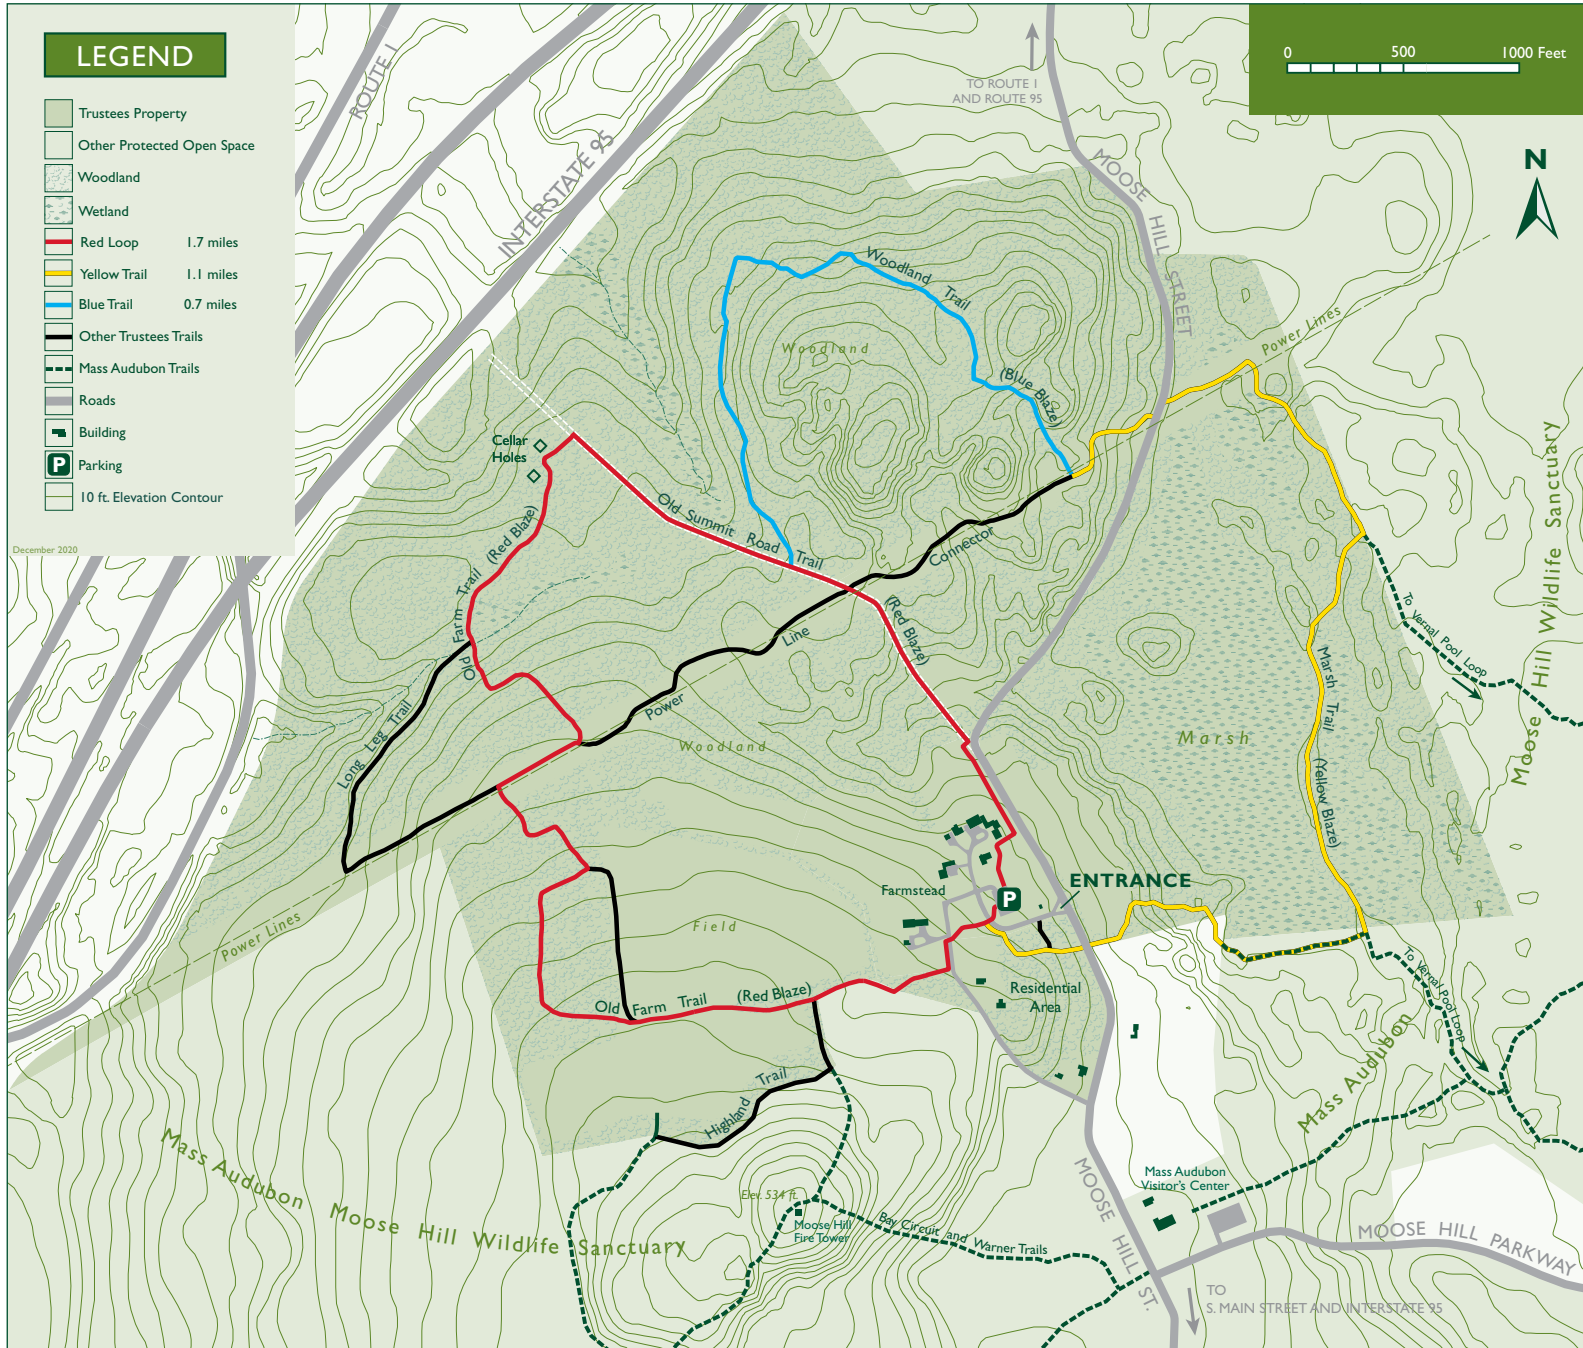 LEGEND
Trustees Property
Other Protected Open Space
Woodland
Wetland
Red Loop 1.7 miles
Yellow Trail 1.1 miles
Blue Trail 0.7 miles
Other Trustees Trails
Mass Audubon Trails
Roads
Building
P Parking
10 ft. Elevation Contour
December 2020
0 500 1000 Feet
N
ROUTE 1
INTERSTATE 95
TO ROUTE 1
AND ROUTE 95
MOOSE HILL STREET
Woodland Trail
(Blue Blaze)
Woodland
Power Lines
Cellar
Holes
Old Summit Road Trail
(Red Blaze)
Old Farm Trail (Red Blaze)
Connector
Line
Power
Long Leg Trail
Woodland
Marsh
Marsh Trail
(Yellow Blaze)
To Vernal Pool Loop
Moose Hill Wildlife Sanctuary
Farmstead
P
ENTRANCE
Field
Power Lines
Old Farm Trail (Red Blaze)
Residential
Area
To Vernal Pool Loop
Mass Audubon
Highland Trail
Mass Audubon Moose Hill Wildlife Sanctuary
Elev. 534 ft.
Moose Hill
Fire Tower
Bay Circuit and Warner Trails
Mass Audubon
Visitor's Center
MOOSE HILL ST.
MOOSE HILL PARKWAY
TO
S. MAIN STREET AND INTERSTATE 95